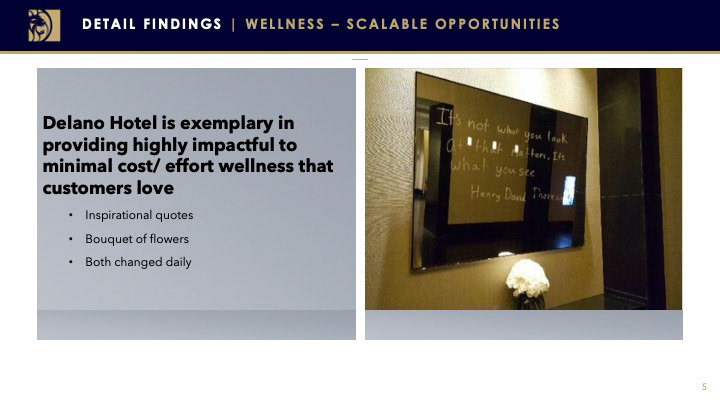 DETAIL FINDINGS | WELLNESS – SCALABLE OPPORTUNITIES
Delano Hotel is exemplary in
providing highly impactful to
minimal cost/ effort wellness that
customers love
• Inspirational quotes
• Bouquet of flowers
• Both changed daily
It's not what you look
at that matters, Its
what you see
Henry David Thoreau
5